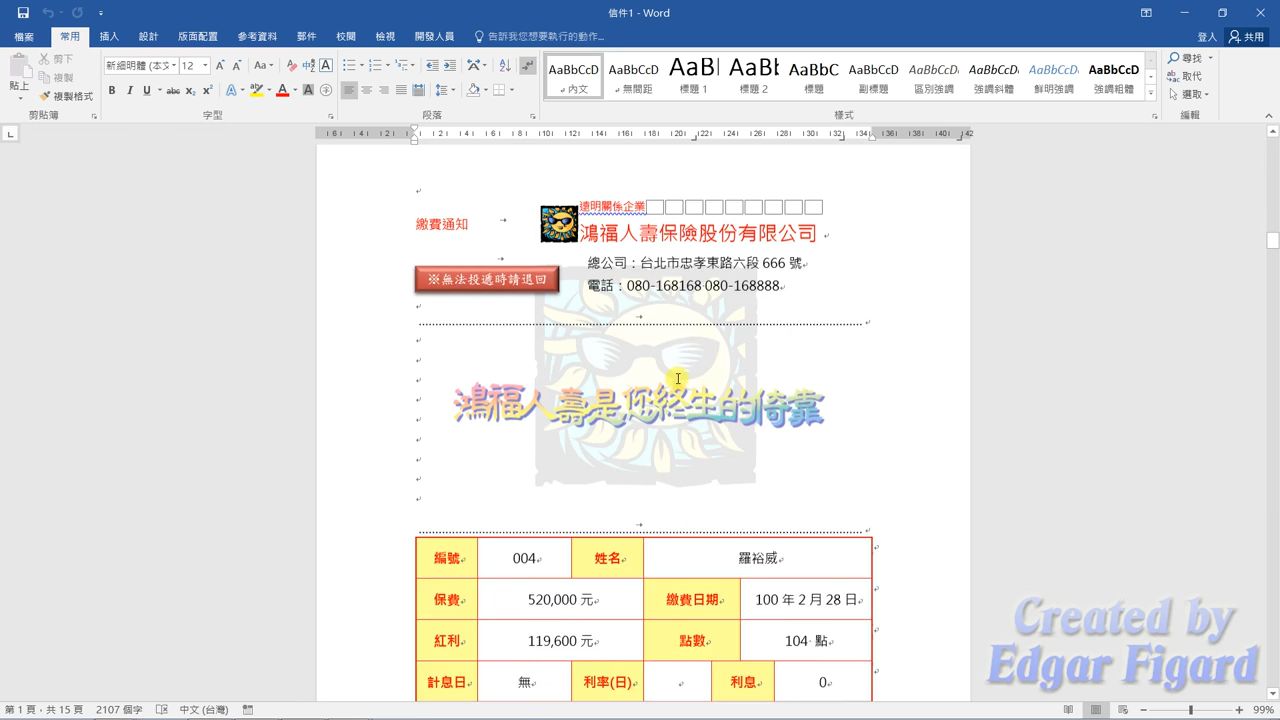 信件1 - Word
檔案 常用 插入 設計 版面配置 參考資料 郵件 校閱 檢視 開發人員 告訴我您想要執行的動作... 登入 共用
貼上 剪下 複製 複製格式
新細明體 (本文 12
AaBbCcD AaBbCcD AaBl AaBb AaBbC AaBbCcD AaBbCcD AaBbCcD AaBbCcD AaBbCcD
內文 無間距 標題 1 標題 2 標題 副標題 區別強調 強調斜體 鮮明強調 強調粗體
尋找 取代 選取
剪貼簿 字型 段落 樣式 編輯
遠明關係企業
繳費通知
鴻福人壽保險股份有限公司
總公司：台北市忠孝東路六段 666 號
※無法投遞時請退回
電話：080-168168 080-168888
鴻福人壽是您終生的倚靠
編號 004 姓名 羅裕威
保費 520,000 元 繳費日期 100 年 2 月 28 日
紅利 119,600 元 點數 104 點
計息日 無 利率(日) 利息 0
Created by
Edgar Figard
第 1 頁，共 15 頁 2107 個字 中文 (台灣) 99%